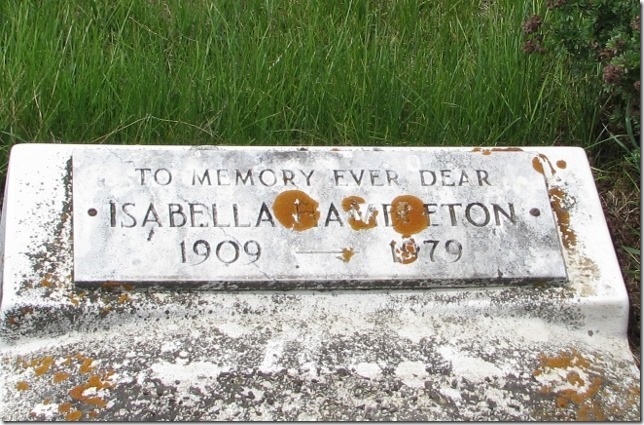 TO MEMORY EVER DEAR
ISABELLA
1909 → 1979